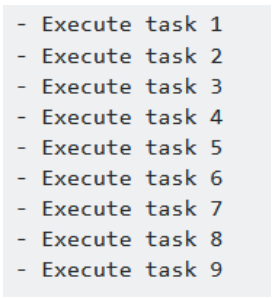 - Execute task 1
- Execute task 2
- Execute task 3
- Execute task 4
- Execute task 5
- Execute task 6
- Execute task 7
- Execute task 8
- Execute task 9